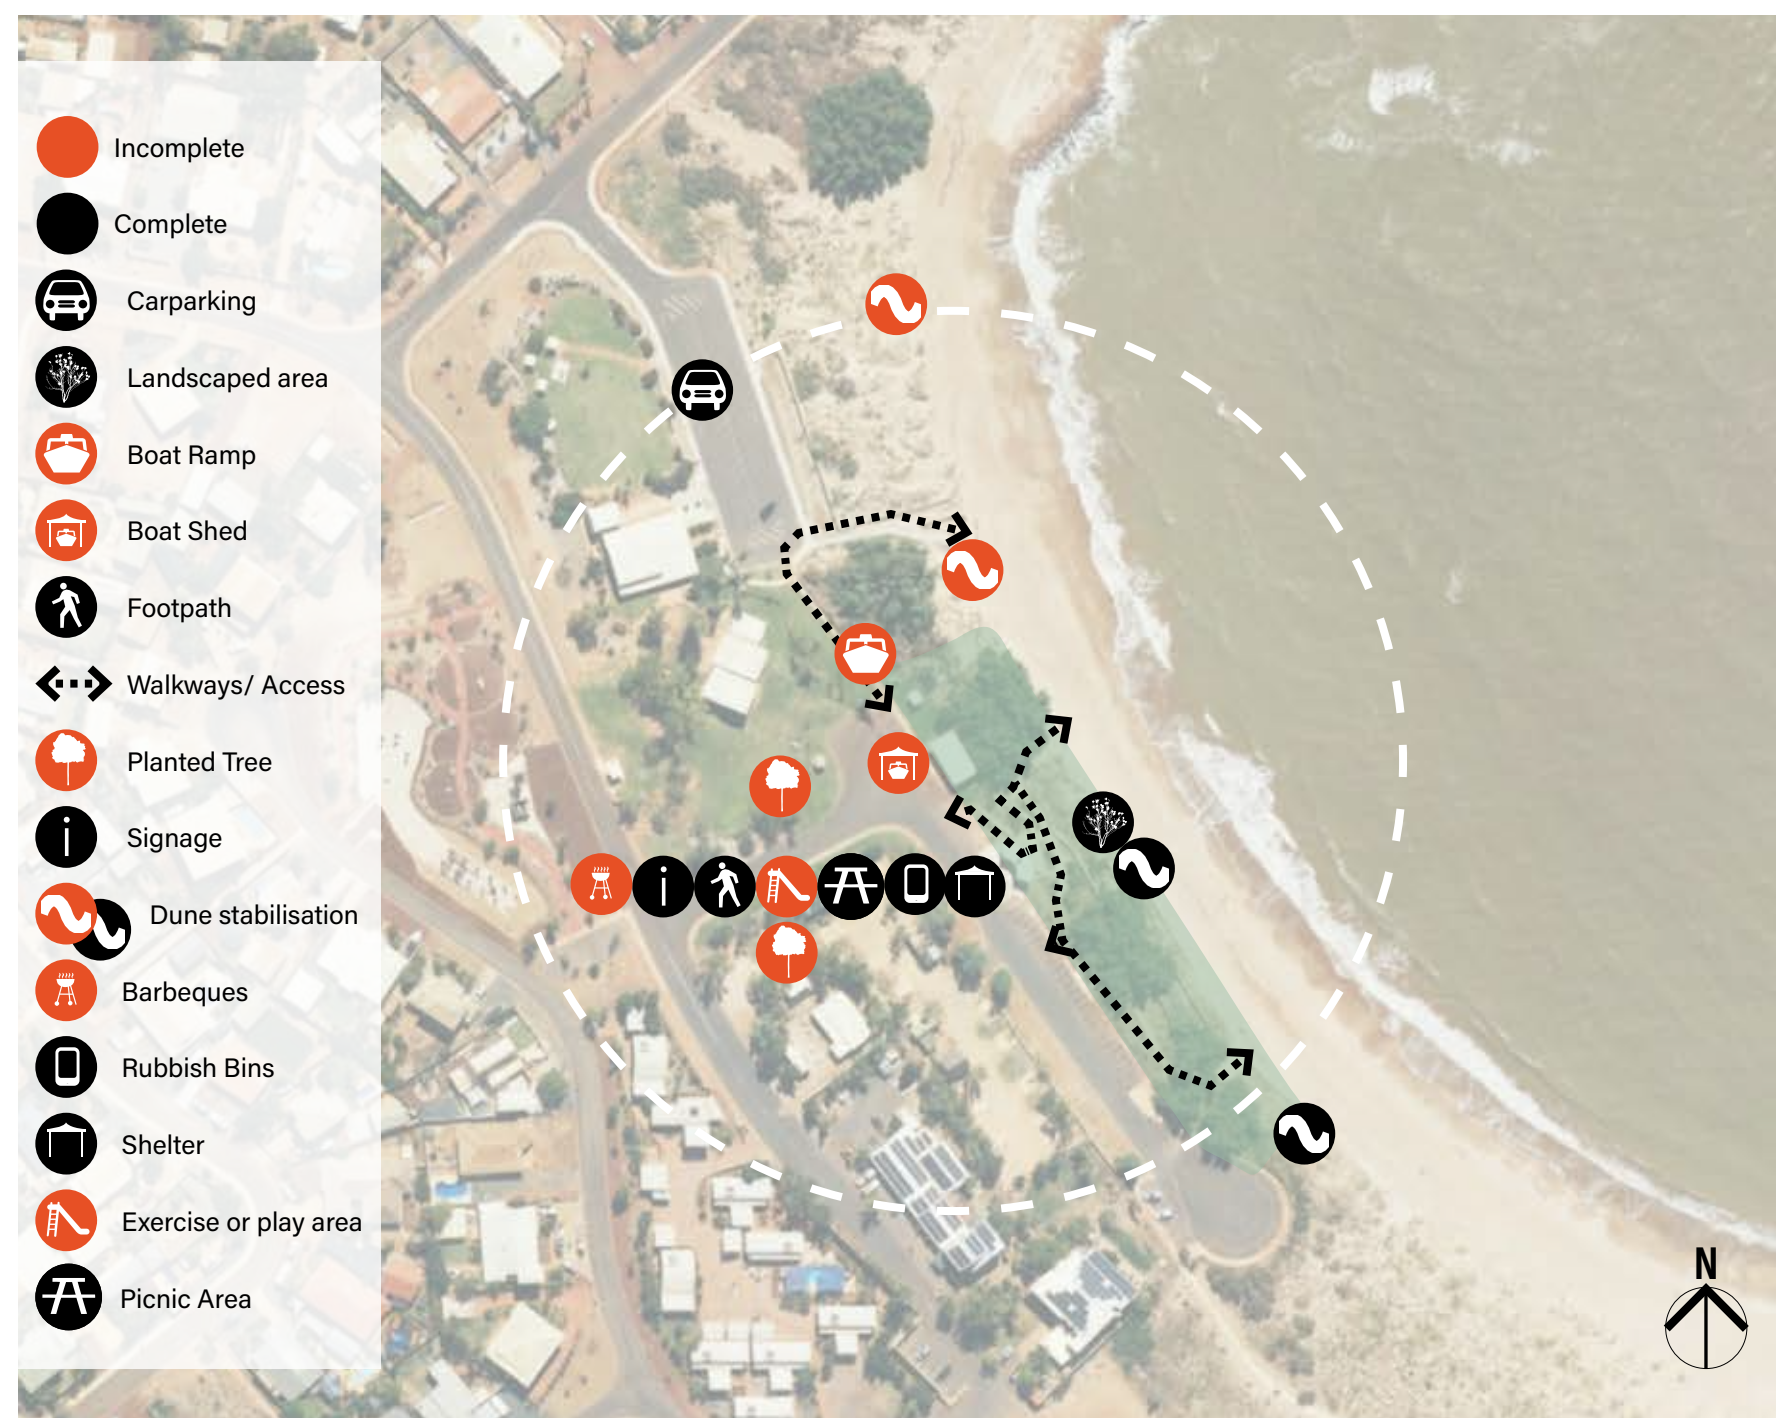 Incomplete
Complete
Carparking
Landscaped area
Boat Ramp
Boat Shed
Footpath
Walkways/ Access
Planted Tree
Signage
Dune stabilisation
Barbeques
Rubbish Bins
Shelter
Exercise or play area
Picnic Area
N